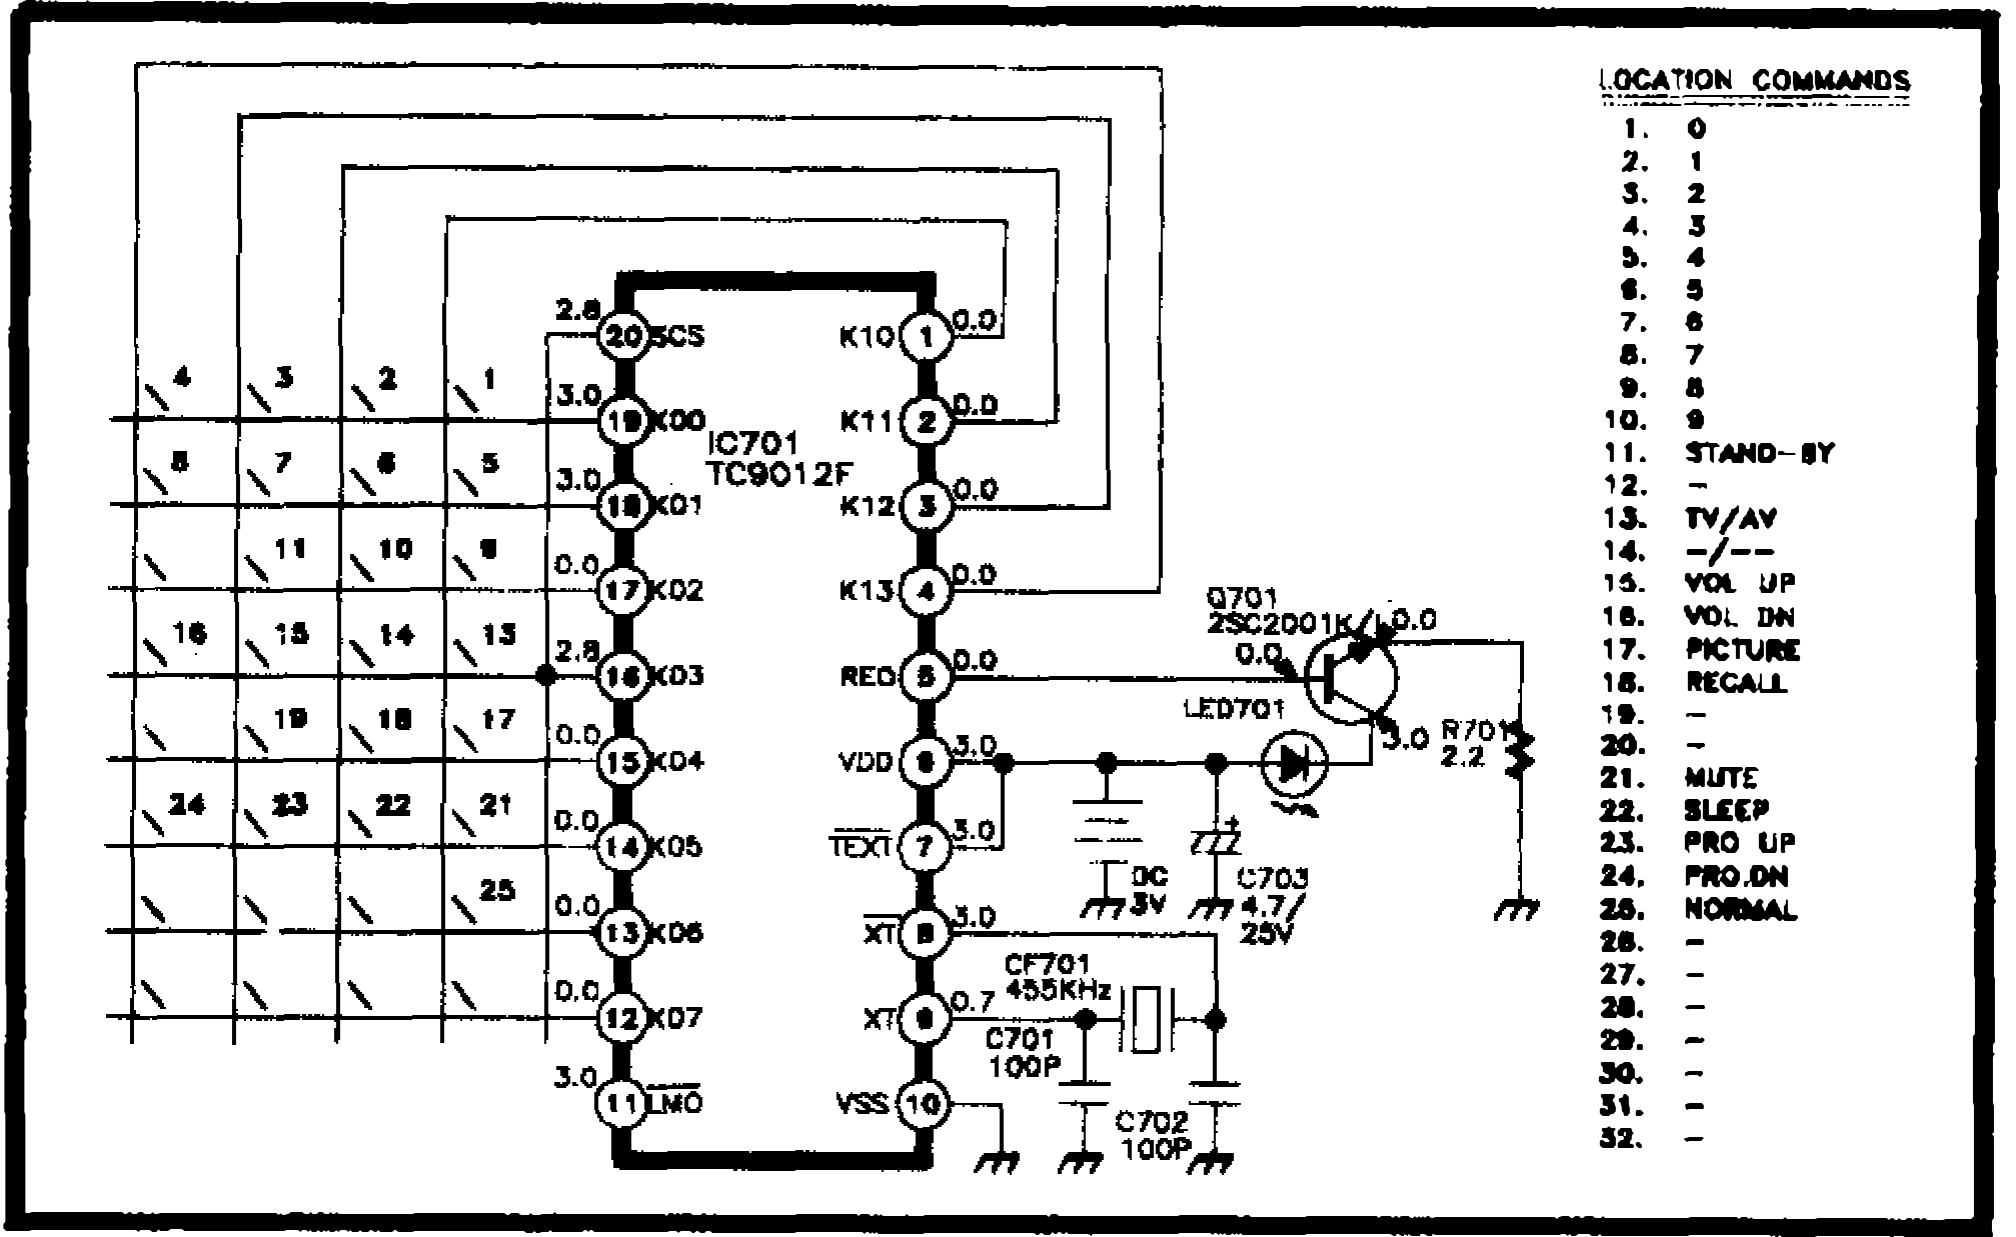 LOCATION COMMANDS
1. 0
2. 1
3. 2
4. 3
5. 4
6. 5
7. 6
8. 7
9. 8
10. 9
11. STAND-BY
12. -
13. TV/AV
14. -/--
15. VOL UP
16. VOL DN
17. PICTURE
18. RECALL
19. -
20. -
21. MUTE
22. SLEEP
23. PRO UP
24. PRO.DN
25. NORMAL
26. -
27. -
28. -
29. -
30. -
31. -
32. -
4 3 2 1
8 7 6 5
11 10 9
16 15 14 13
19 18 17
24 23 22 21
25
2.8 20 SCS
3.0 19 K00
3.0 18 K01
0.0 17 K02
2.8 16 K03
0.0 15 K04
0.0 14 K05
0.0 13 K06
0.0 12 K07
3.0 11 LMO
IC701
TC9012F
K10 1 0.0
K11 2 0.0
K12 3 0.0
K13 4 0.0
REO 5 0.0
VDD 6 3.0
TEXT 7 3.0
XT 8 3.0
XT 9 0.7
VSS 10
Q701
2SC2001K/L
0.0
0.0
3.0
LED701
R701
2.2
DC
3V
C703
4.7/
25V
CF701
455KHz
C701
100P
C702
100P